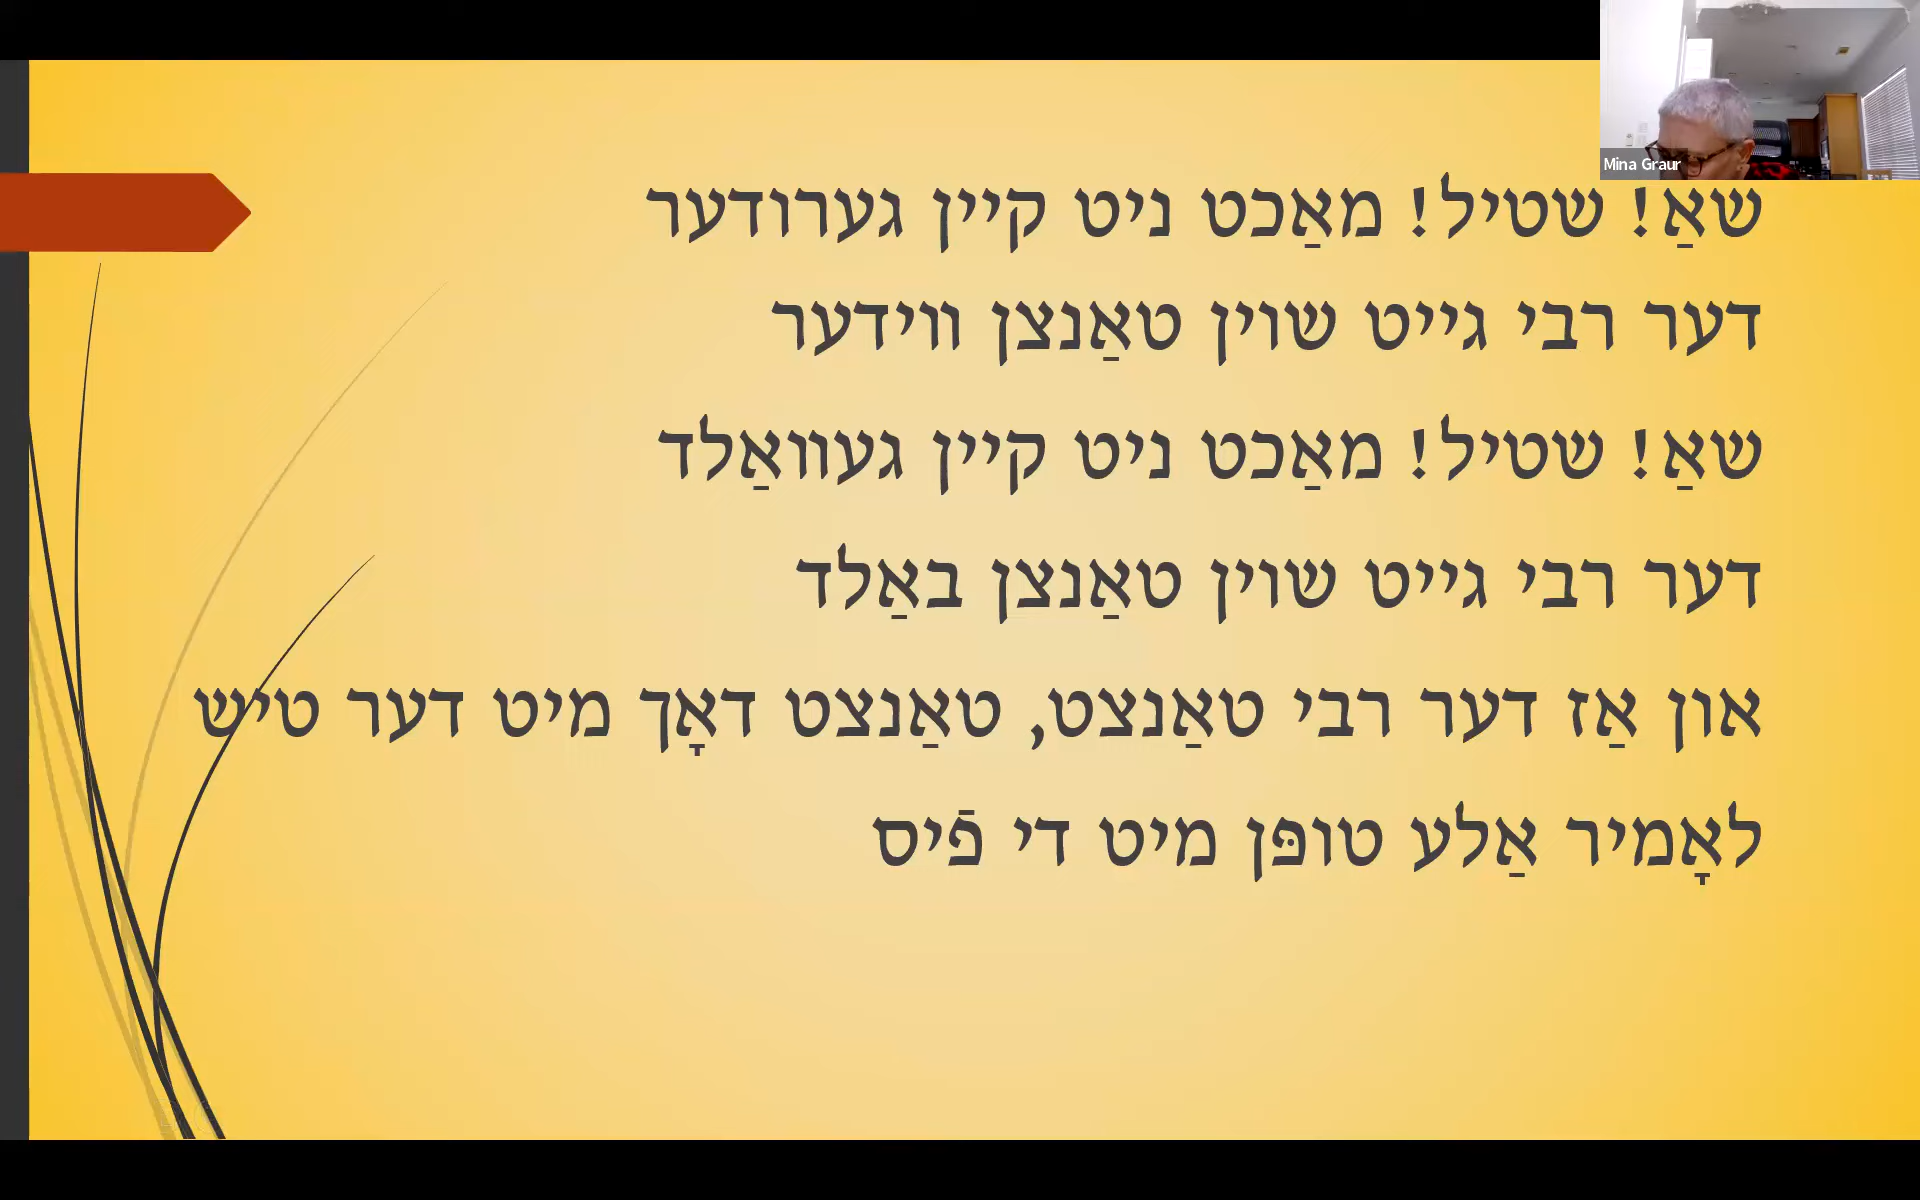 Mina Graur
שאַ! שטיל! מאַכט ניט קיין גערודער
דער רבי גייט שוין טאַנצן ווידער
שאַ! שטיל! מאַכט ניט קיין געוואַלד
דער רבי גייט שוין טאַנצן באַלד
און אַז דער רבי טאַנצט, טאַנצט דאָך מיט דער טיש
לאָמיר אַלע טופּן מיט די פֿיס